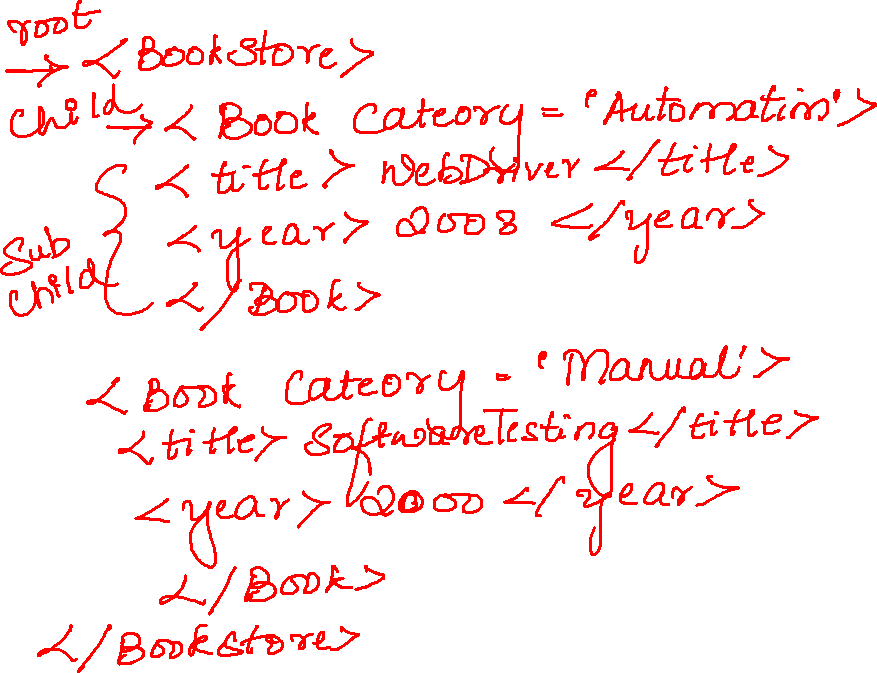 root
→ <BookStore>
child → < Book Cateory = 'Automatin'>
< title > WebDriver </title>
<year> 2008 </year>
Sub
child
</Book>
<Book Cateory = 'Manual'>
<title> SoftwareTesting </title>
<year> 2000 </year>
</Book>
</Bookstore>